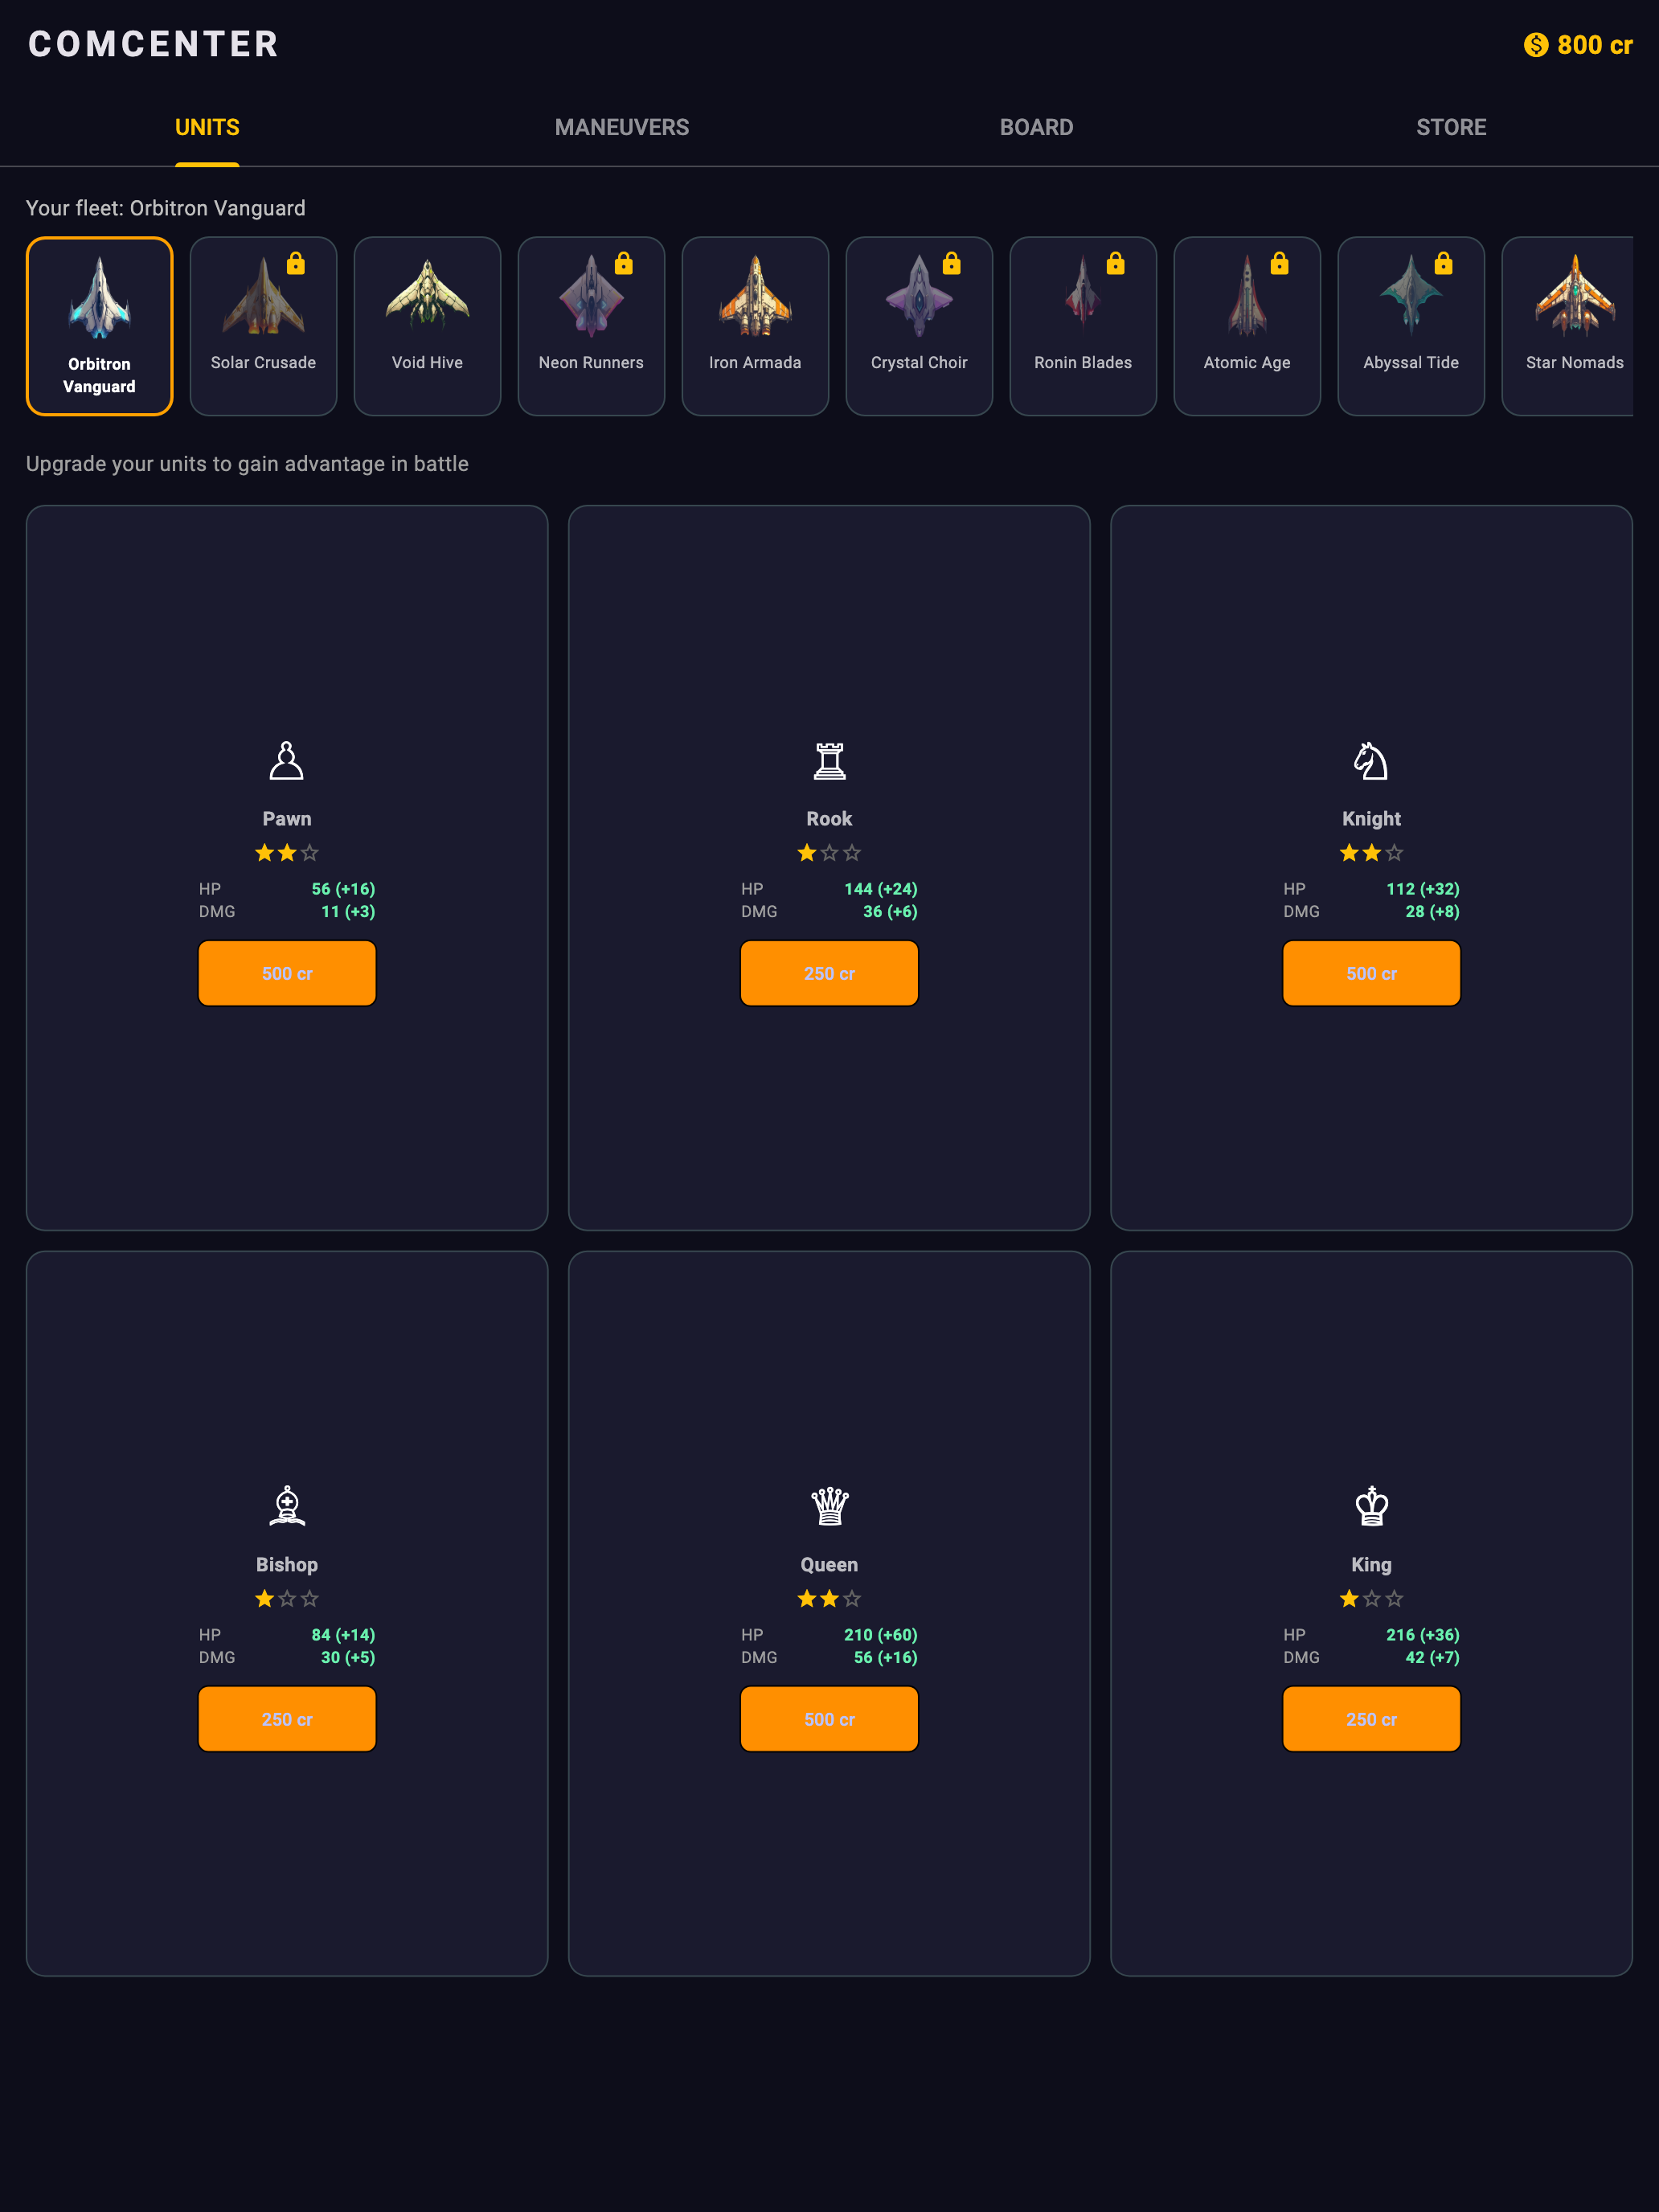 COMCENTER
800 cr
UNITS
MANEUVERS
BOARD
STORE
Your fleet: Orbitron Vanguard
Orbitron
Vanguard
Solar Crusade
Void Hive
Neon Runners
Iron Armada
Crystal Choir
Ronin Blades
Atomic Age
Abyssal Tide
Star Nomads
Upgrade your units to gain advantage in battle
Pawn
HP 56 (+16)
DMG 11 (+3)
500 cr
Rook
HP 144 (+24)
DMG 36 (+6)
250 cr
Knight
HP 112 (+32)
DMG 28 (+8)
500 cr
Bishop
HP 84 (+14)
DMG 30 (+5)
250 cr
Queen
HP 210 (+60)
DMG 56 (+16)
500 cr
King
HP 216 (+36)
DMG 42 (+7)
250 cr